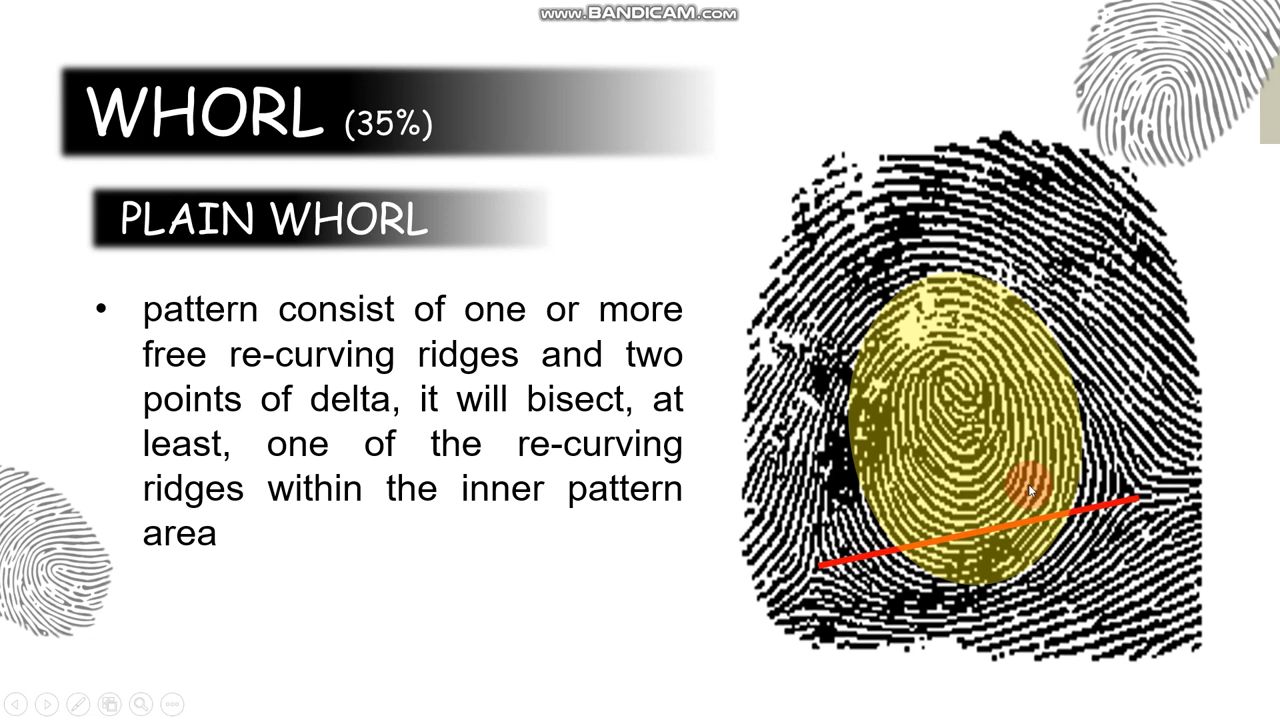 www.BANDICAM.com
WHORL (35%)
PLAIN WHORL
• pattern consist of one or more
free re-curving ridges and two
points of delta, it will bisect, at
least, one of the re-curving
ridges within the inner pattern
area